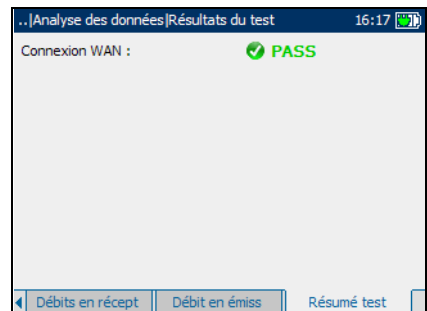 ..|Analyse des données|Résultats du test 16:17
Connexion WAN : PASS
Débits en récept Débit en émiss Résumé test